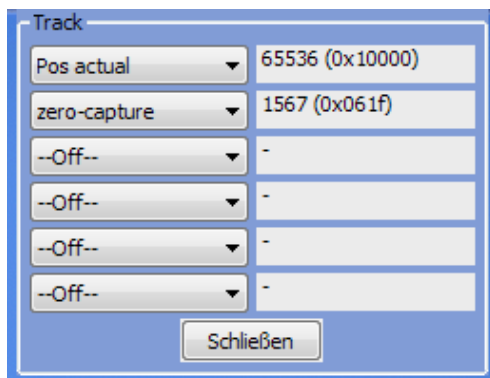 Track
Pos actual 65536 (0x10000)
zero-capture 1567 (0x061f)
--Off-- -
--Off-- -
--Off-- -
--Off-- -
Schließen